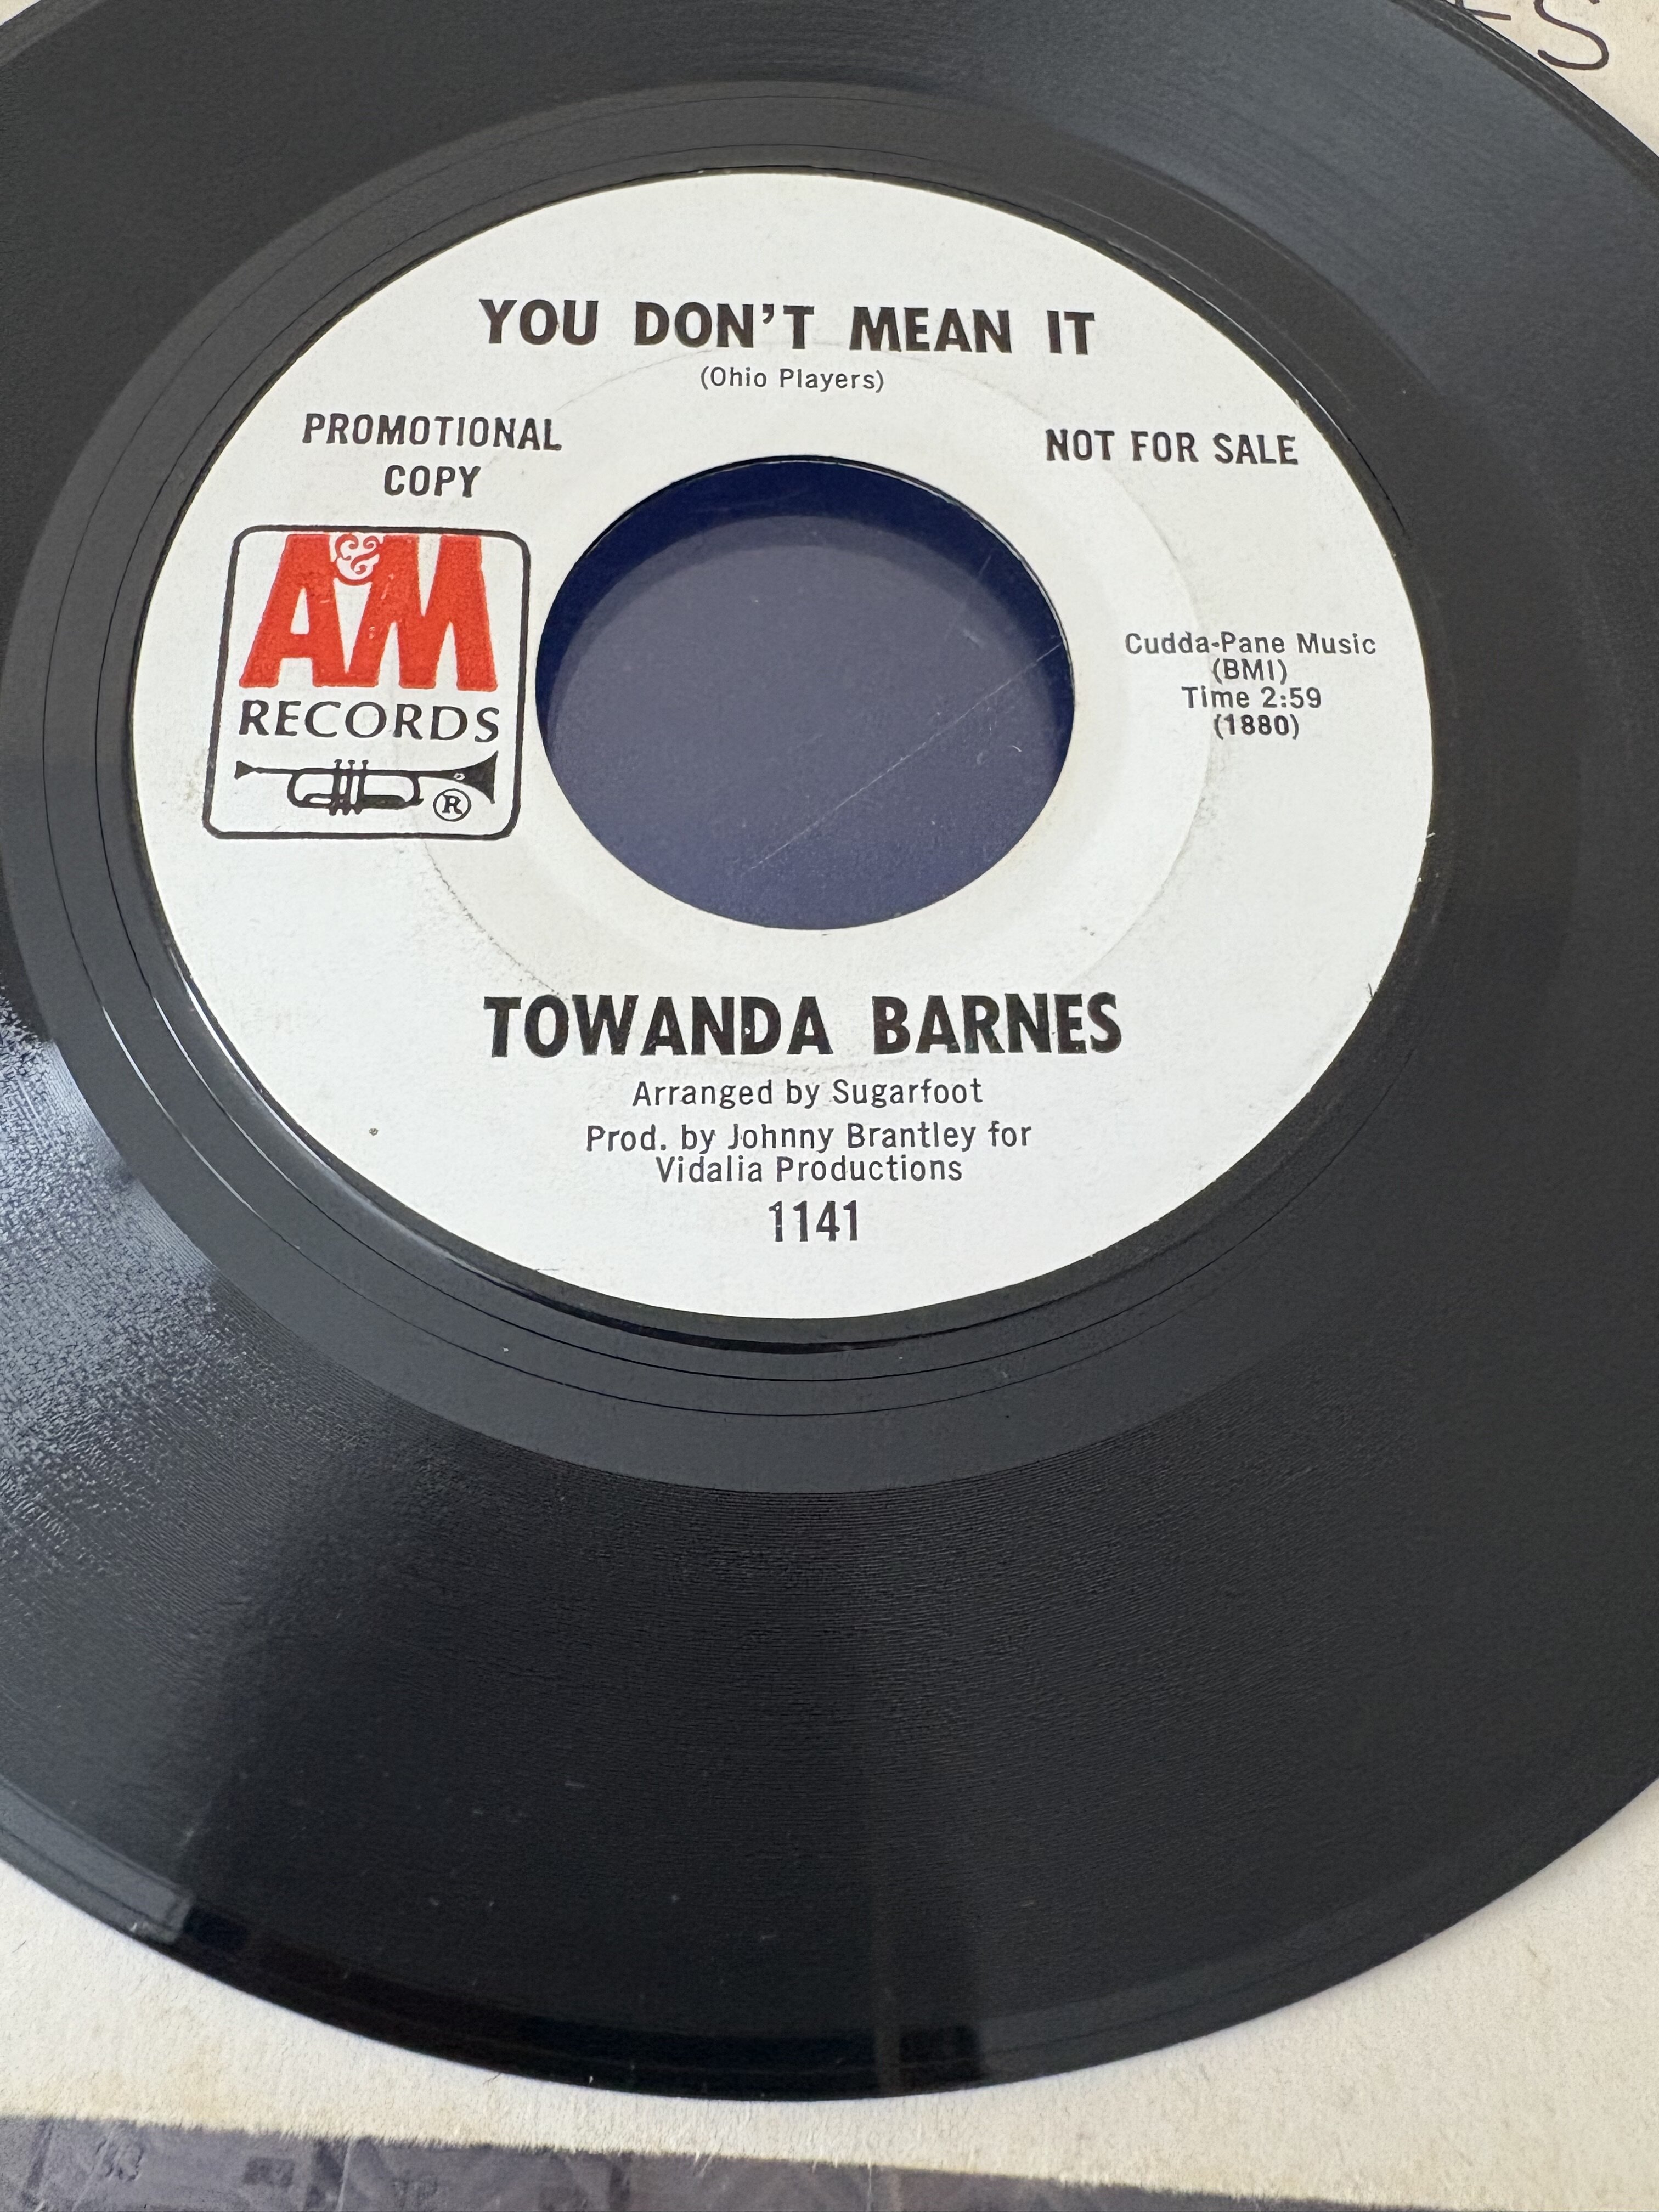 YOU DON'T MEAN IT
(Ohio Players)
PROMOTIONAL
COPY
NOT FOR SALE
A&M
RECORDS
®
Cudda-Pane Music
(BMI)
Time 2:59
(1880)
TOWANDA BARNES
Arranged by Sugarfoot
Prod. by Johnny Brantley for
Vidalia Productions
1141